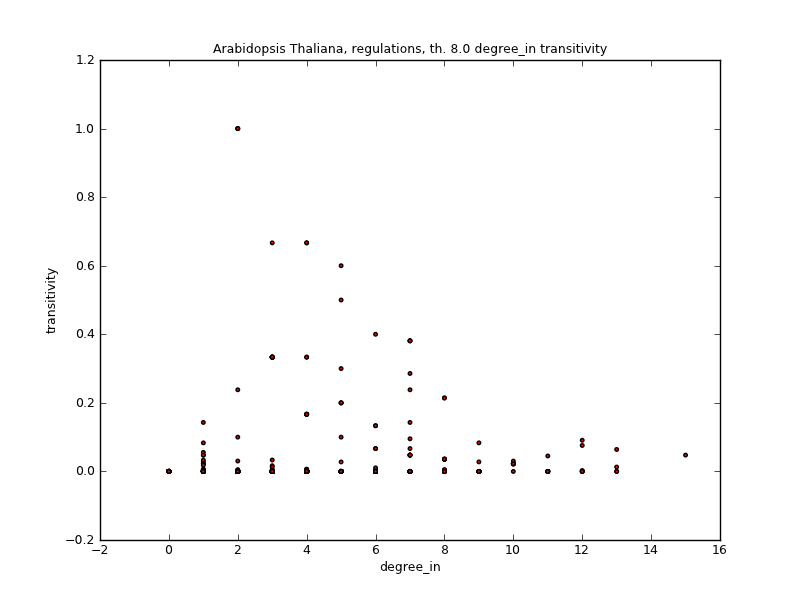 Arabidopsis Thaliana, regulations, th. 8.0 degree_in transitivity
1.2
1.0
0.8
0.6
0.4
0.2
0.0
−0.2
transitivity
−2 0 2 4 6 8 10 12 14 16
degree_in